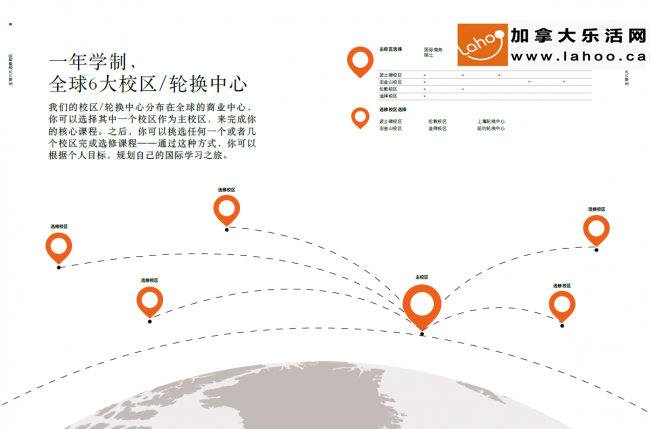 全球六大选择校区
一年学制，
全球6大校区/轮换中心
我们的校区/轮换中心分布在全球的商业中心，
你可以选择其中一个校区作为主校区，来完成你
的核心课程。之后，你可以挑选任何一个或者几
个校区完成选修课程——通过这种方式，你可以
根据个人目标，规划自己的国际学习之旅。
主校区选择 国际商务
硕士
波士顿校区
旧金山校区
伦敦校区
迪拜校区
选修校区选择
波士顿校区 伦敦校区 上海轮换中心
旧金山校区 迪拜校区 纽约轮换中心
Lahoo
加拿大乐活网
www.lahoo.ca
选修校区
选修校区
选修校区
选修校区
主校区
选修校区